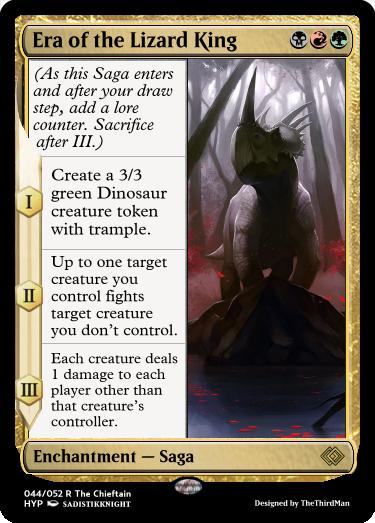 Era of the Lizard King
(As this Saga enters
and after your draw
step, add a lore
counter. Sacrifice
after III.)
I
Create a 3/3
green Dinosaur
creature token
with trample.
II
Up to one target
creature you
control fights
target creature
you don't control.
III
Each creature deals
1 damage to each
player other than
that creature's
controller.
Enchantment — Saga
044/052 R The Chieftain
HYP SADISTIKKNIGHT
Designed by TheThirdMan